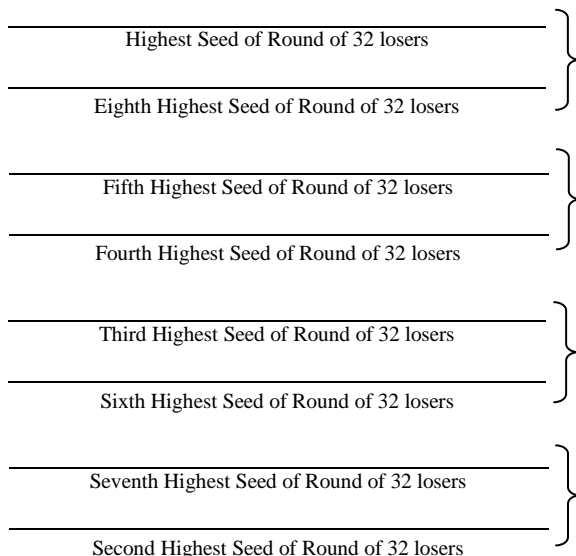 Highest Seed of Round of 32 losers
Eighth Highest Seed of Round of 32 losers
Fifth Highest Seed of Round of 32 losers
Fourth Highest Seed of Round of 32 losers
Third Highest Seed of Round of 32 losers
Sixth Highest Seed of Round of 32 losers
Seventh Highest Seed of Round of 32 losers
Second Highest Seed of Round of 32 losers